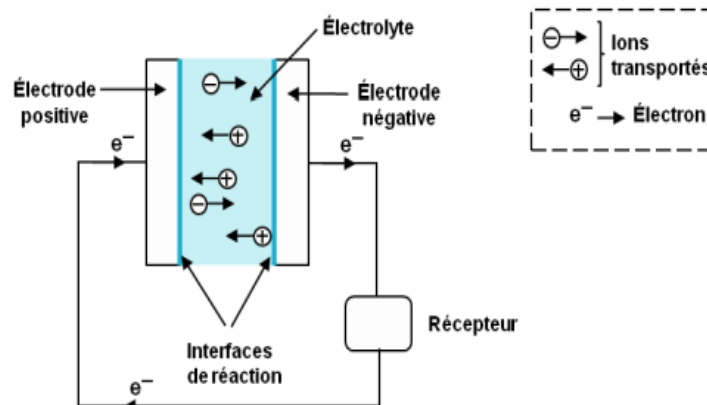 Électrolyte
Électrode
positive
Électrode
négative
e⁻
e⁻
⊖ → Ions
← ⊕ transportés
e⁻ → Électron
Récepteur
Interfaces
de réaction
e⁻